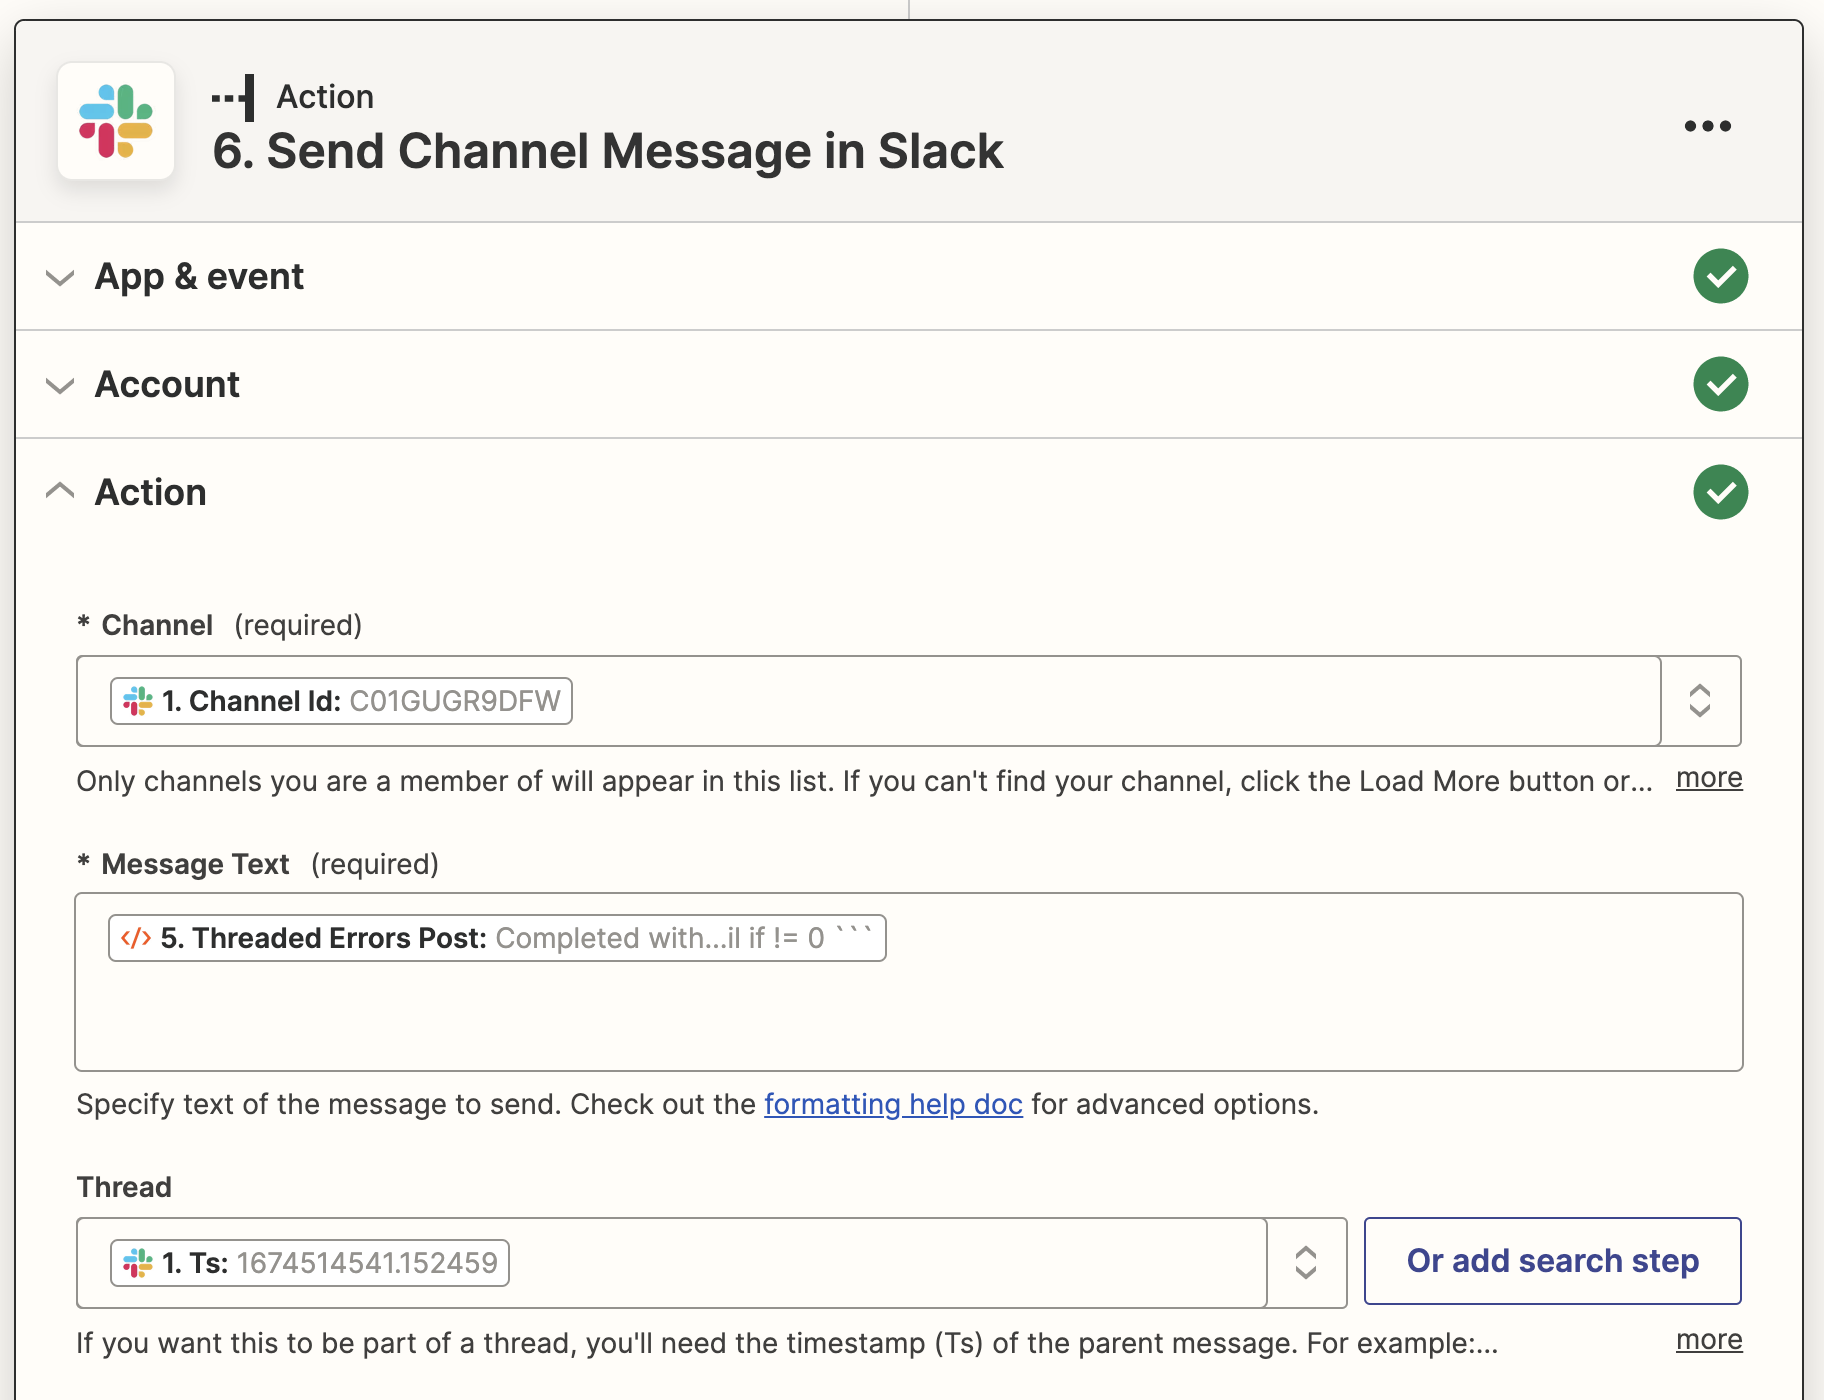 Action
6. Send Channel Message in Slack
App & event
Account
Action
* Channel (required)
1. Channel Id: C01GUGR9DFW
Only channels you are a member of will appear in this list. If you can't find your channel, click the Load More button or... more
* Message Text (required)
</> 5. Threaded Errors Post: Completed with...il if != 0 ```
Specify text of the message to send. Check out the formatting help doc for advanced options.
Thread
1. Ts: 1674514541.152459
Or add search step
If you want this to be part of a thread, you'll need the timestamp (Ts) of the parent message. For example:... more